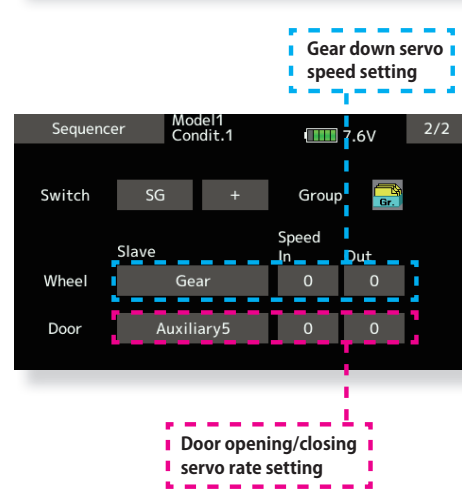 Gear down servo
speed setting
Sequencer
Model1
Condit.1
7.6V
2/2
Switch
SG
+
Group
Gr.
Slave
Speed
In
Out
Wheel
Gear
0
0
Door
Auxiliary5
0
0
Door opening/closing
servo rate setting